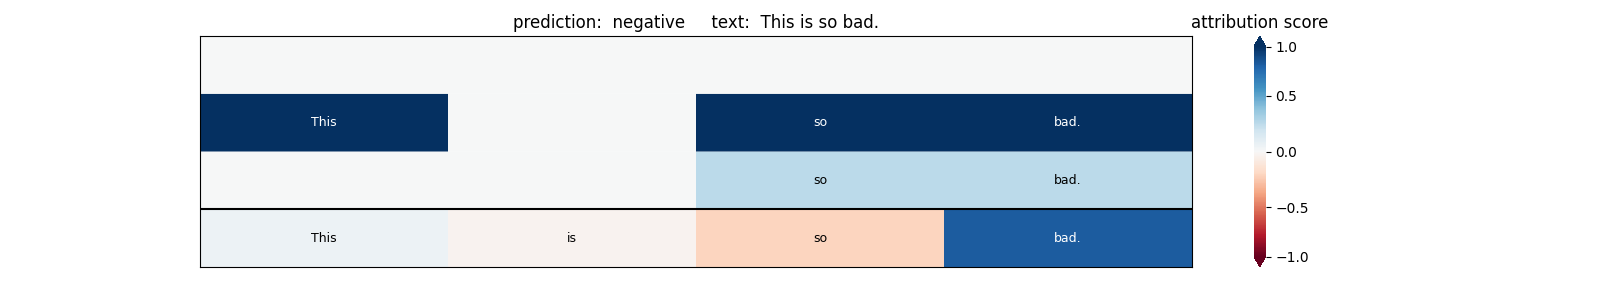 prediction:  negative     text:  This is so bad.
attribution score
This so bad.
so bad.
This is so bad.
1.0
0.5
0.0
−0.5
−1.0